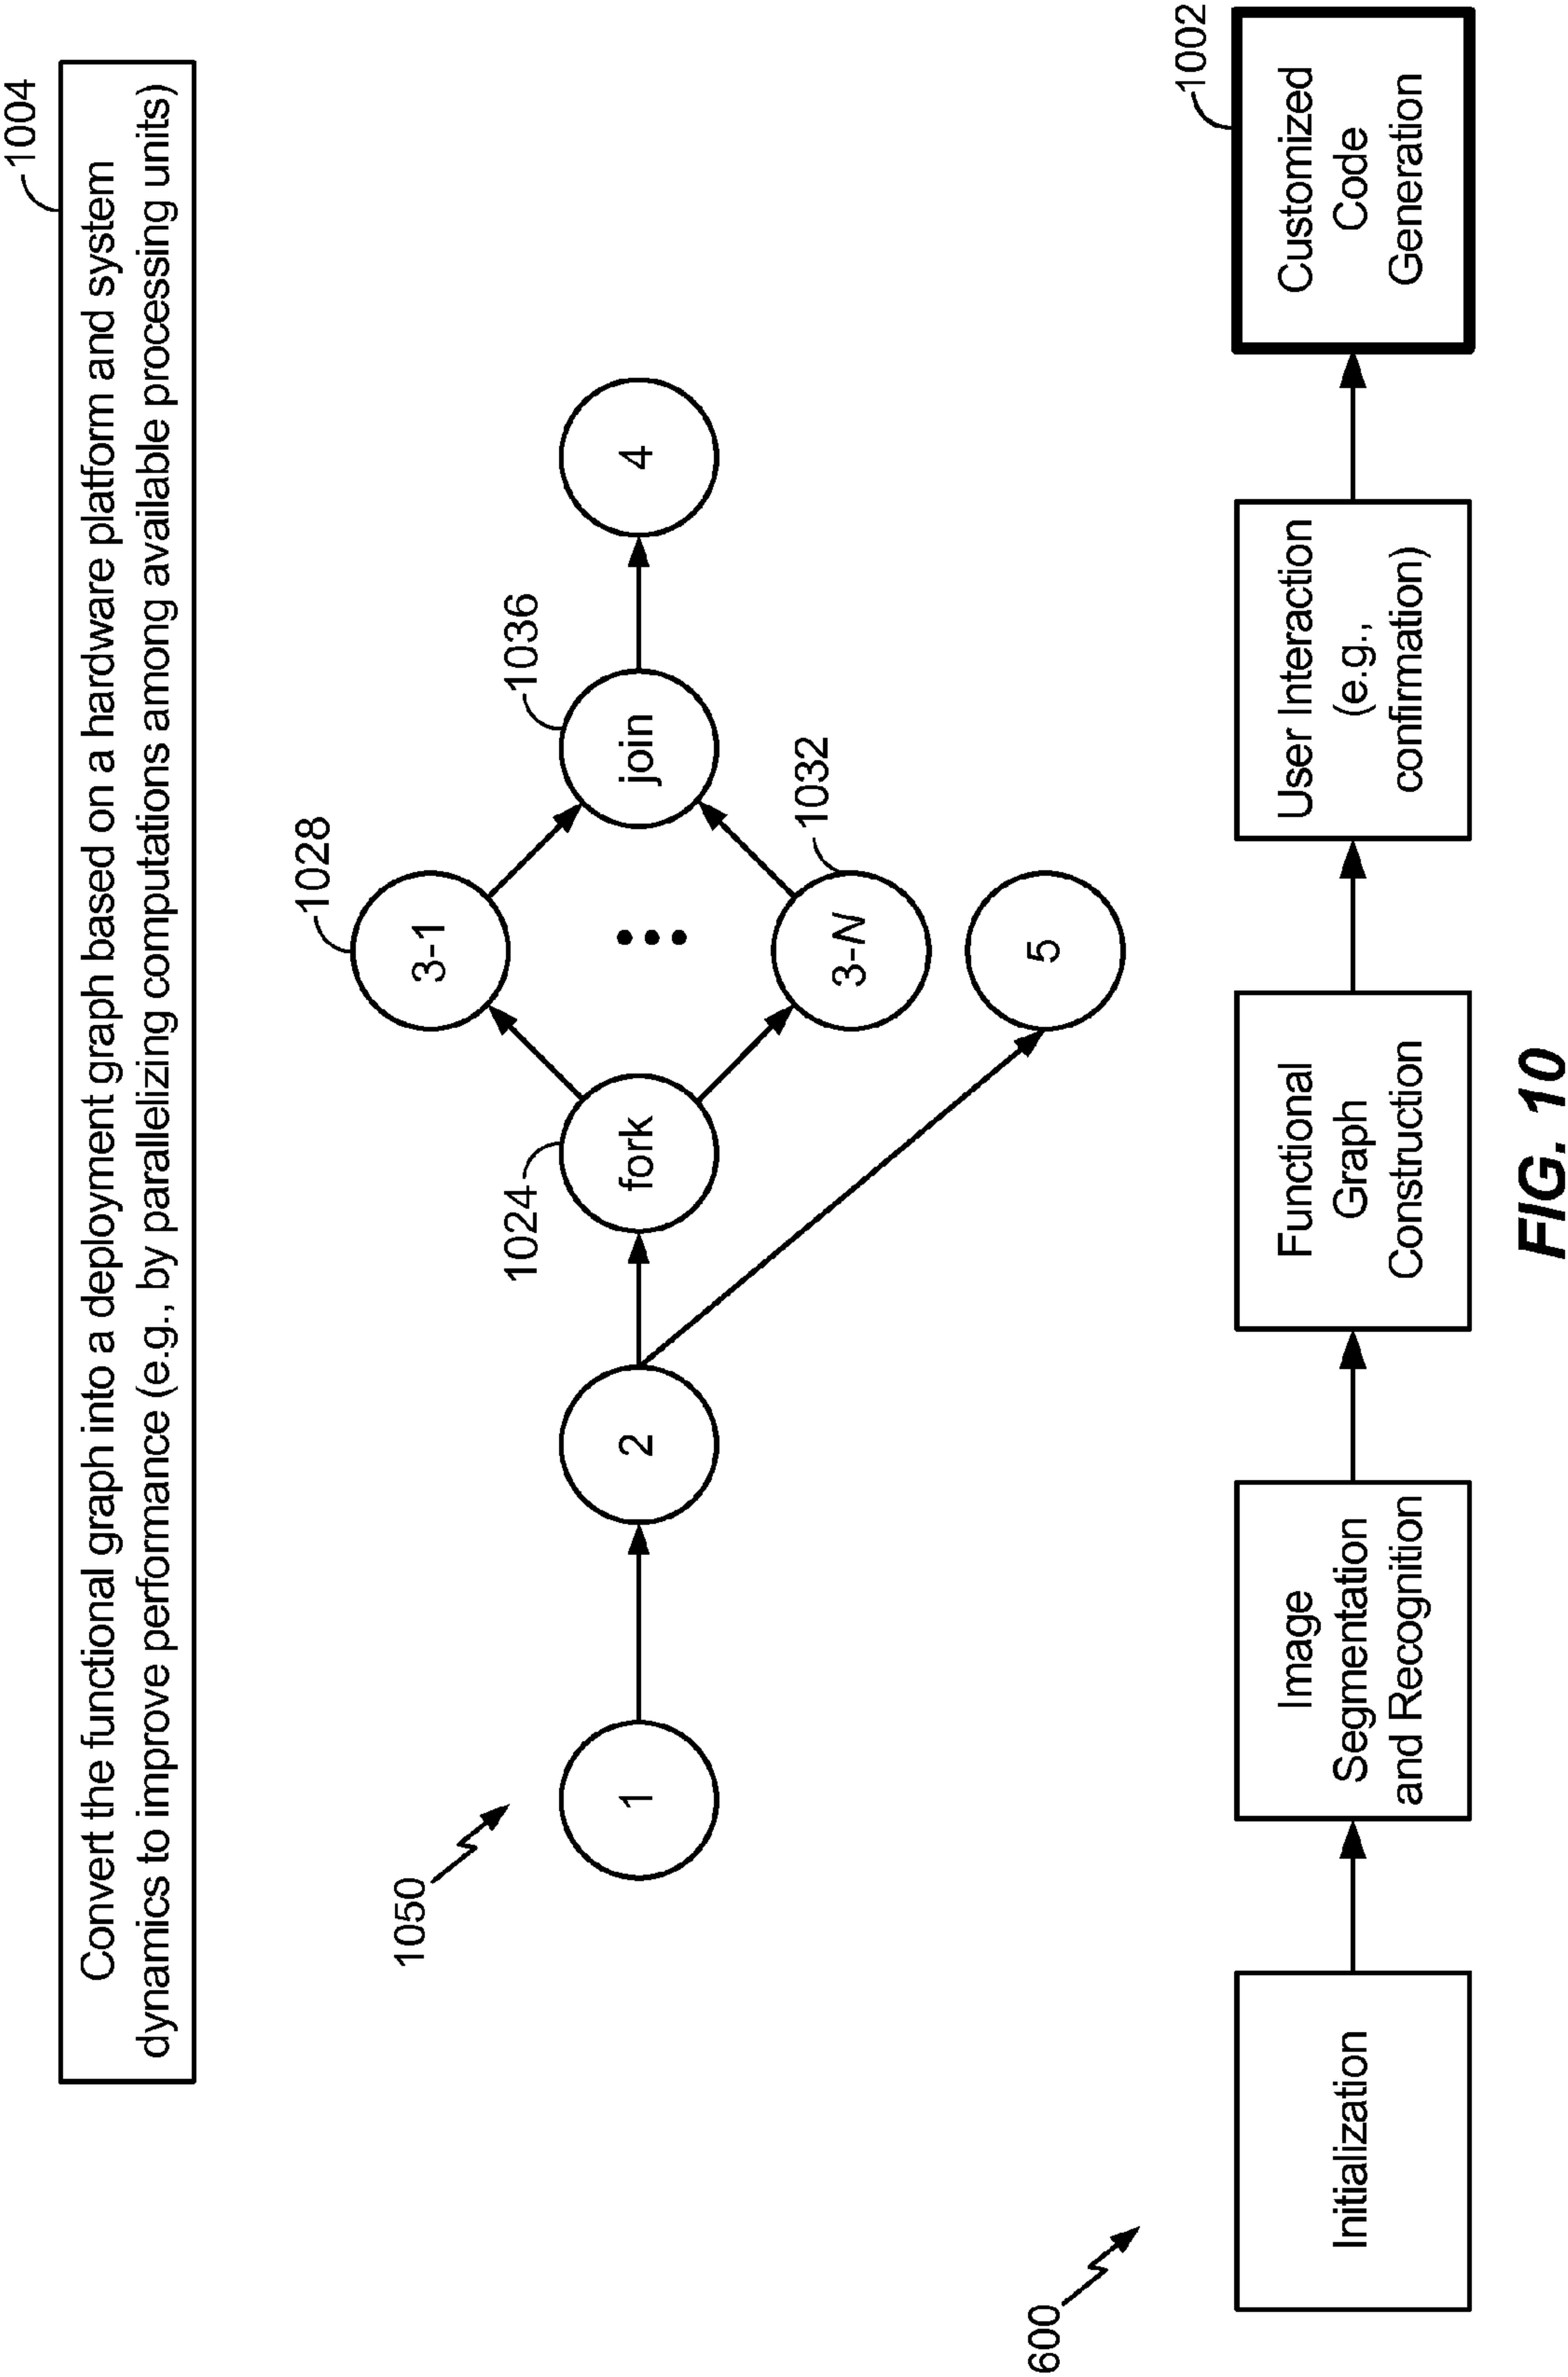 1004
Convert the functional graph into a deployment graph based on a hardware platform and system
dynamics to improve performance (e.g., by parallelizing computations among available processing units)
1050
1
2
1024
fork
1028
3-1
3-N
1032
5
1036
join
4
600
Initialization
Image
Segmentation
and Recognition
Functional
Graph
Construction
User Interaction
(e.g.,
confirmation)
1002
Customized
Code
Generation
FIG. 10